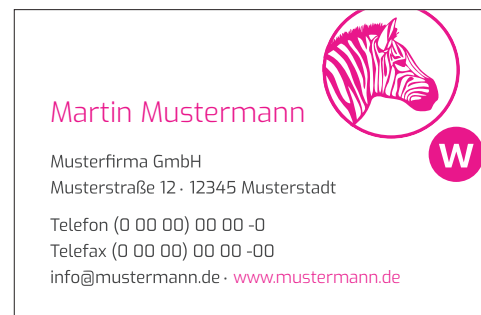 Martin Mustermann
W
Musterfirma GmbH
Musterstraße 12 · 12345 Musterstadt
Telefon (0 00 00) 00 00 -0
Telefax (0 00 00) 00 00 -00
info@mustermann.de · www.mustermann.de